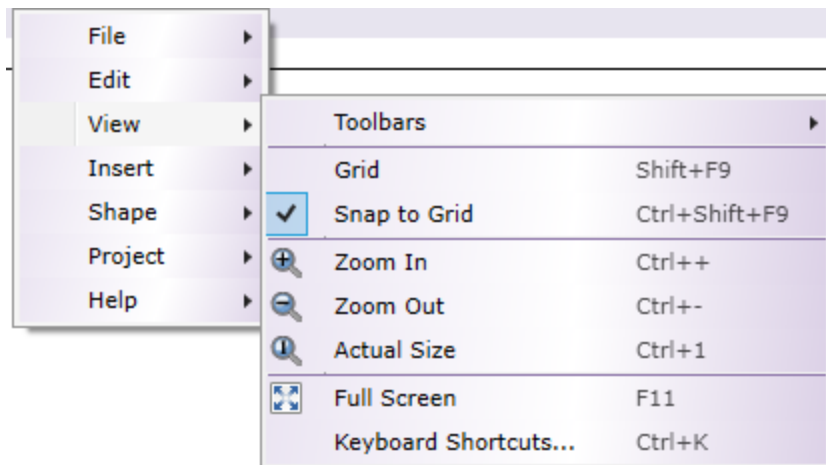 File
Edit
View
Insert
Shape
Project
Help
Toolbars
Grid Shift+F9
Snap to Grid Ctrl+Shift+F9
Zoom In Ctrl++
Zoom Out Ctrl+-
Actual Size Ctrl+1
Full Screen F11
Keyboard Shortcuts... Ctrl+K